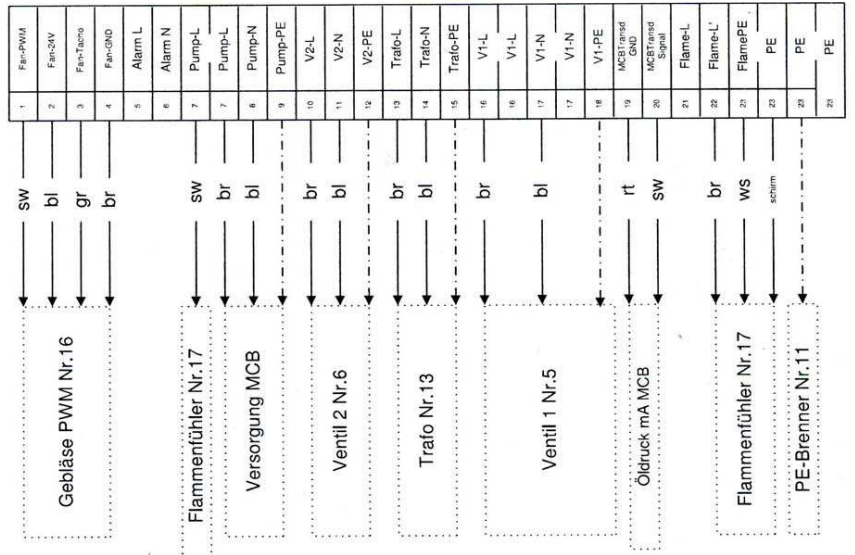 Fan-PWM
Fan-24V
Fan-Tacho
Fan-GND
Alarm L
Alarm N
Pump-L
Pump-L
Pump-N
Pump-PE
V2-L
V2-N
V2-PE
Trafo-L
Trafo-N
Trafo-PE
V1-L
V1-L
V1-N
V1-N
V1-PE
MCBTransd
GND
MCBTransd
Signal
Flame-L
Flame-L'
FlamePE
PE
PE
PE
1
2
3
4
5
6
7
7
8
9
10
11
12
13
14
15
16
16
17
17
18
19
20
21
22
23
23
23
23
sw
bl
gr
br
sw
br
bl
br
bl
br
bl
br
bl
rt
sw
br
ws
schirm
Gebläse PWM Nr.16
Flammenfühler Nr.17
Versorgung MCB
Ventil 2 Nr.6
Trafo Nr.13
Ventil 1 Nr.5
Öldruck mA MCB
Flammenfühler Nr.17
PE-Brenner Nr.11